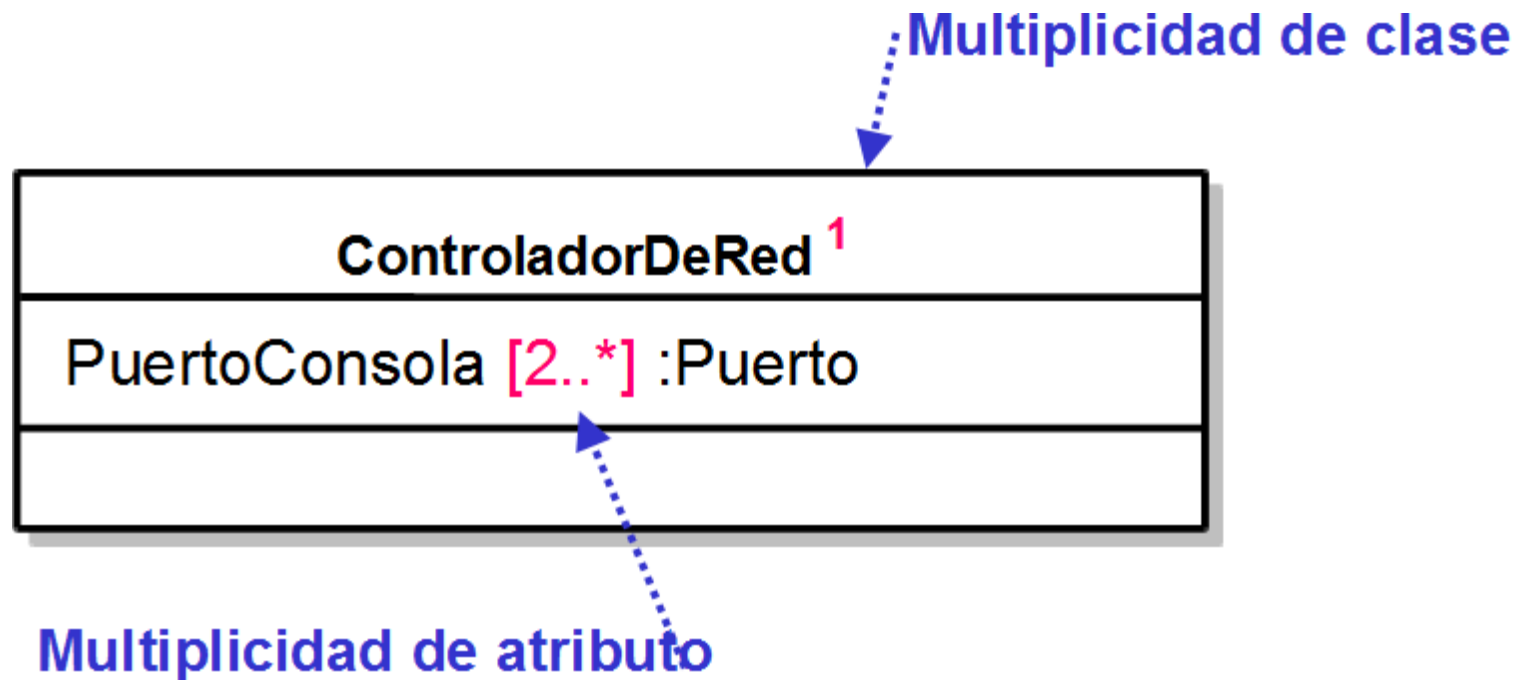 Multiplicidad de clase
ControladorDeRed 1
PuertoConsola [2..*] :Puerto
Multiplicidad de atributo